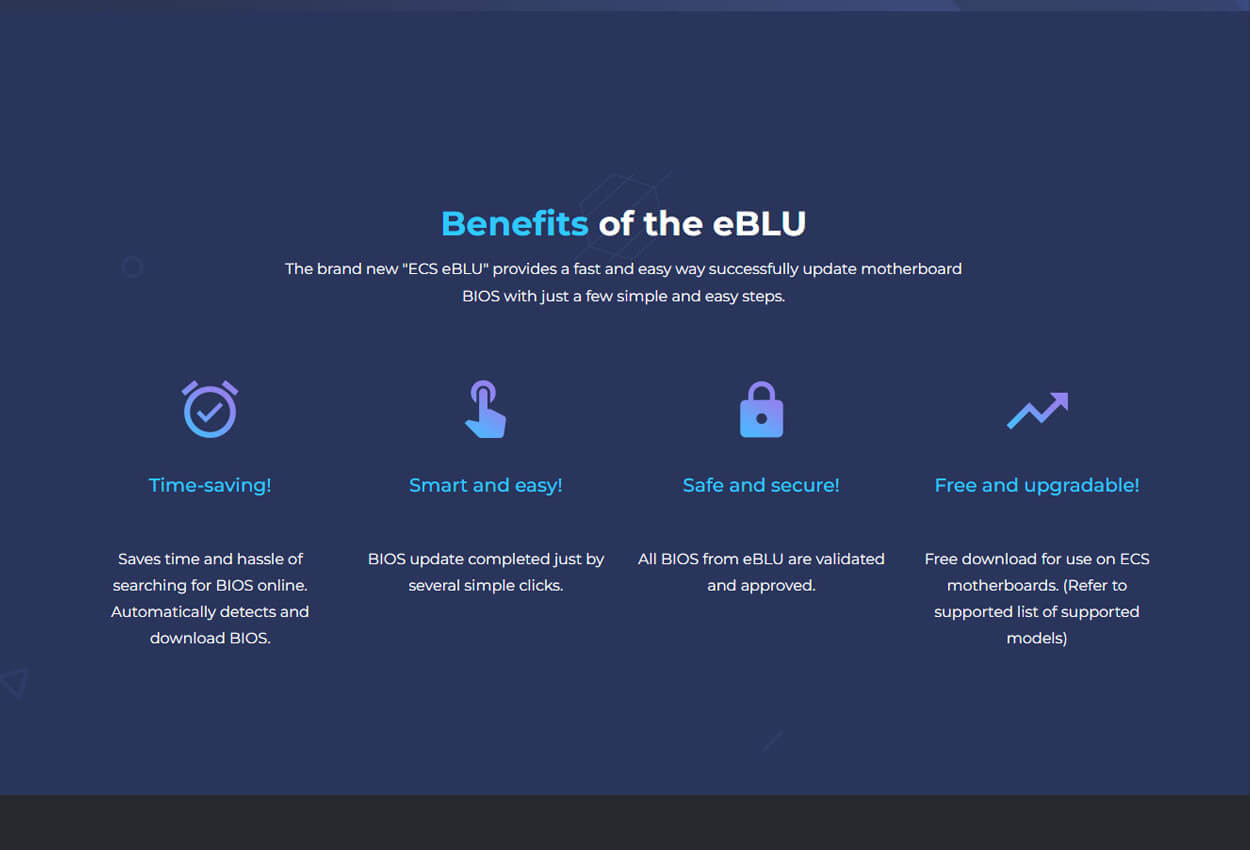 Benefits of the eBLU
The brand new "ECS eBLU" provides a fast and easy way successfully update motherboard
BIOS with just a few simple and easy steps.
Time-saving!
Saves time and hassle of
searching for BIOS online.
Automatically detects and
download BIOS.
Smart and easy!
BIOS update completed just by
several simple clicks.
Safe and secure!
All BIOS from eBLU are validated
and approved.
Free and upgradable!
Free download for use on ECS
motherboards. (Refer to
supported list of supported
models)